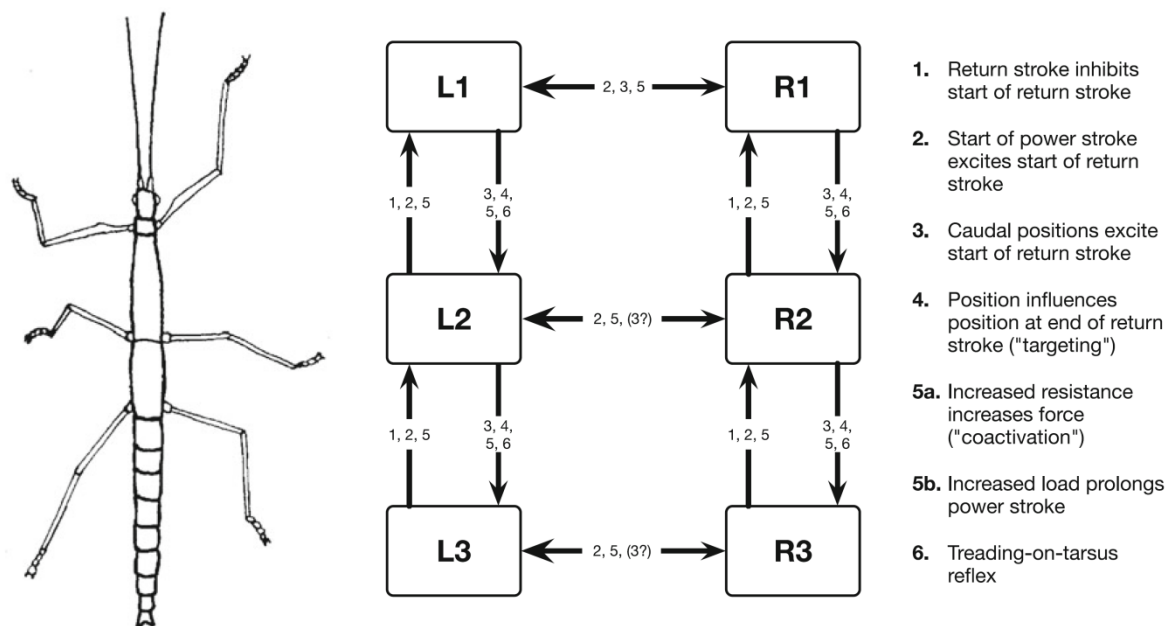 L1
2, 3, 5
R1
1, 2, 5
3, 4,
5, 6
1, 2, 5
3, 4,
5, 6
L2
2, 5, (3?)
R2
1, 2, 5
3, 4,
5, 6
1, 2, 5
3, 4,
5, 6
L3
2, 5, (3?)
R3
1. Return stroke inhibits
start of return stroke
2. Start of power stroke
excites start of return
stroke
3. Caudal positions excite
start of return stroke
4. Position influences
position at end of return
stroke ("targeting")
5a. Increased resistance
increases force
("coactivation")
5b. Increased load prolongs
power stroke
6. Treading-on-tarsus
reflex